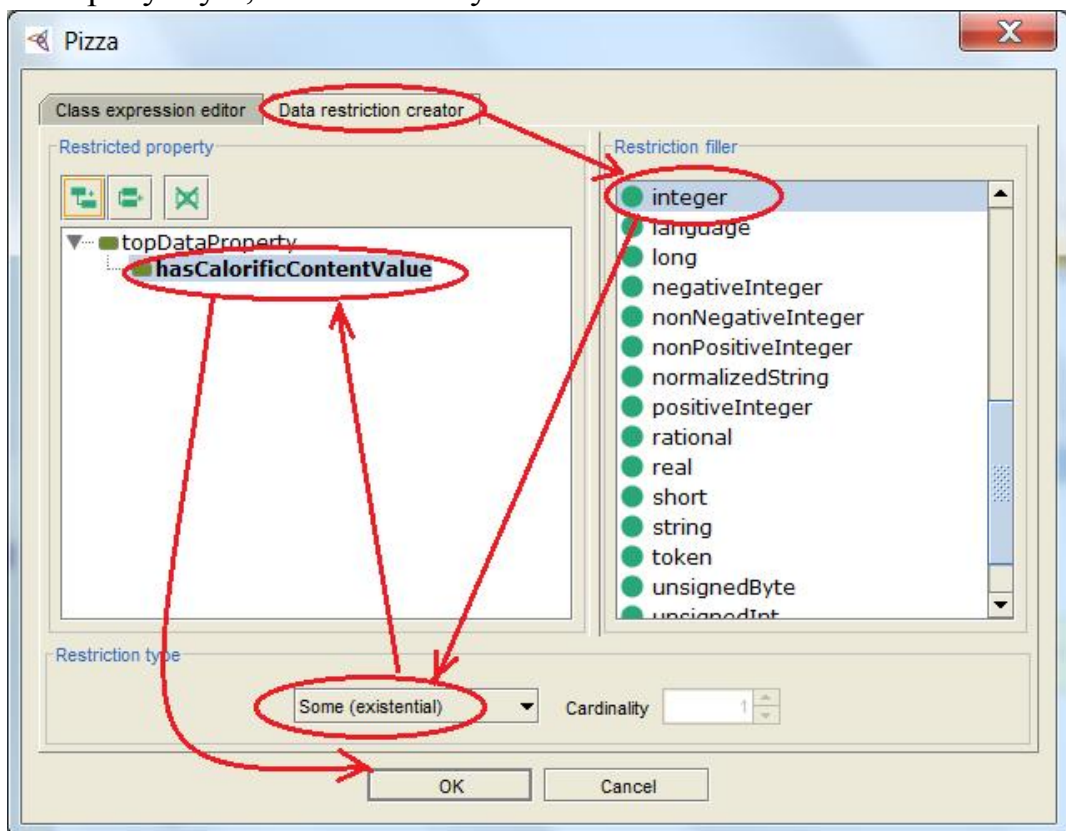 Pizza
Class expression editor
Data restriction creator
Restricted property
topDataProperty
hasCalorificContentValue
Restriction filler
integer
language
long
negativeInteger
nonNegativeInteger
nonPositiveInteger
normalizedString
positiveInteger
rational
real
short
string
token
unsignedByte
unsignedInt
Restriction type
Some (existential)
Cardinality
1
OK
Cancel